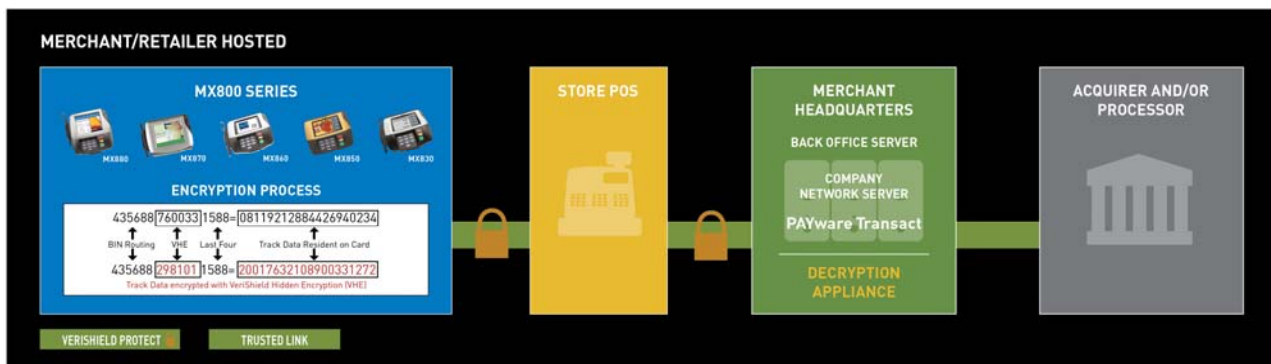 MERCHANT/RETAILER HOSTED
MX800 SERIES
MX880
MX870
MX860
MX850
MX830
ENCRYPTION PROCESS
435688 760033 1588= 08119212884426940234
BIN Routing VHE Last Four Track Data Resident on Card
435688 298101 1588= 20017632108900331272
Track Data encrypted with VeriShield Hidden Encryption (VHE)
STORE POS
MERCHANT
HEADQUARTERS
BACK OFFICE SERVER
COMPANY
NETWORK SERVER
PAYware Transact
DECRYPTION
APPLIANCE
ACQUIRER AND/OR
PROCESSOR
VERISHIELD PROTECT
TRUSTED LINK